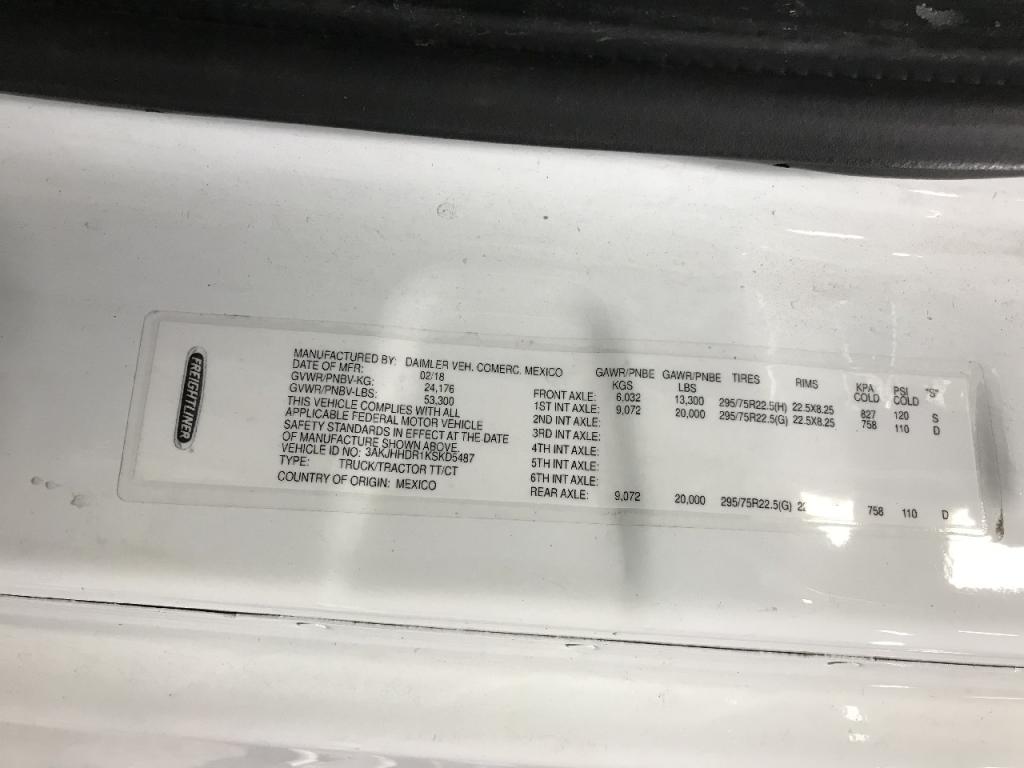 FREIGHTLINER
MANUFACTURED BY: DAIMLER VEH. COMERC. MEXICO
DATE OF MFR: 02/18
GVWR/PNBV-KG: 24,176
GVWR/PNBV-LBS: 53,300
THIS VEHICLE COMPLIES WITH ALL
APPLICABLE FEDERAL MOTOR VEHICLE
SAFETY STANDARDS IN EFFECT AT THE DATE
OF MANUFACTURE SHOWN ABOVE.
VEHICLE ID NO: 3AKJHHDR1KSKD5487
TYPE: TRUCK/TRACTOR TT/CT
COUNTRY OF ORIGIN: MEXICO
GAWR/PNBE GAWR/PNBE TIRES RIMS KPA PSI "S"
KGS LBS COLD COLD
FRONT AXLE: 6,032 13,300 295/75R22.5(H) 22.5X8.25 827 120 S
1ST INT AXLE: 9,072 20,000 295/75R22.5(G) 22.5X8.25 758 110 D
2ND INT AXLE:
3RD INT AXLE:
4TH INT AXLE:
5TH INT AXLE:
6TH INT AXLE:
REAR AXLE: 9,072 20,000 295/75R22.5(G) 758 110 D